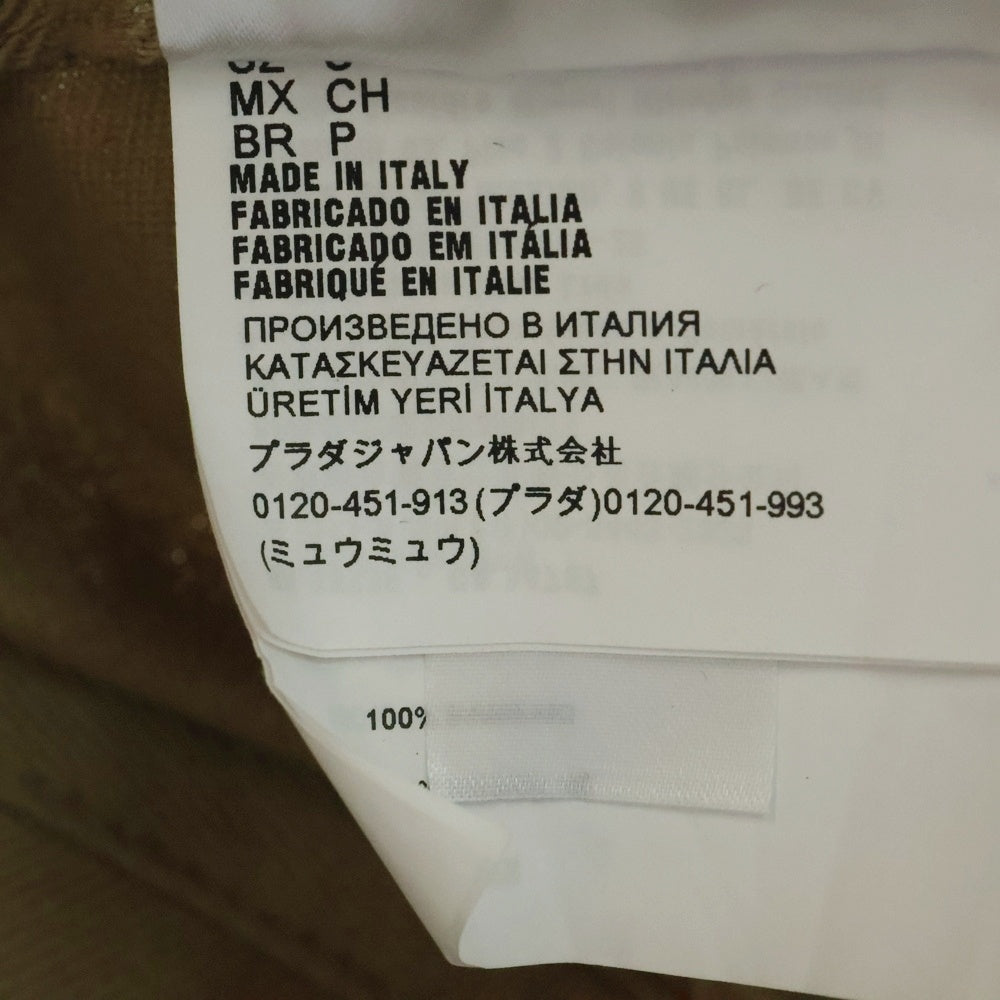 MX CH
BR P
MADE IN ITALY
FABRICADO EN ITALIA
FABRICADO EM ITÁLIA
FABRIQUÉ EN ITALIE
ПРОИЗВЕДЕНО В ИТАЛИЯ
ΚΑΤΑΣΚΕΥΑΖΕΤΑΙ ΣΤΗΝ ΙΤΑΛΙΑ
ÜRETİM YERİ İTALYA
プラダジャパン株式会社
0120-451-913(プラダ)0120-451-993
(ミュウミュウ)
100%